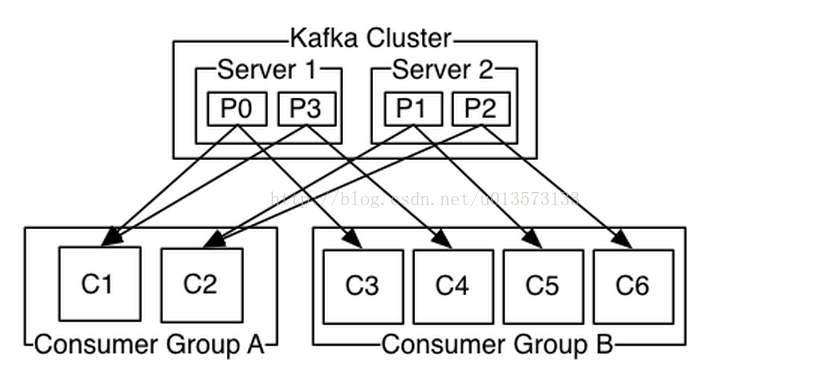 Kafka Cluster
Server 1 Server 2
P0 P3 P1 P2
http://blog.csdn.net/u013573133
C1 C2 C3 C4 C5 C6
Consumer Group A Consumer Group B